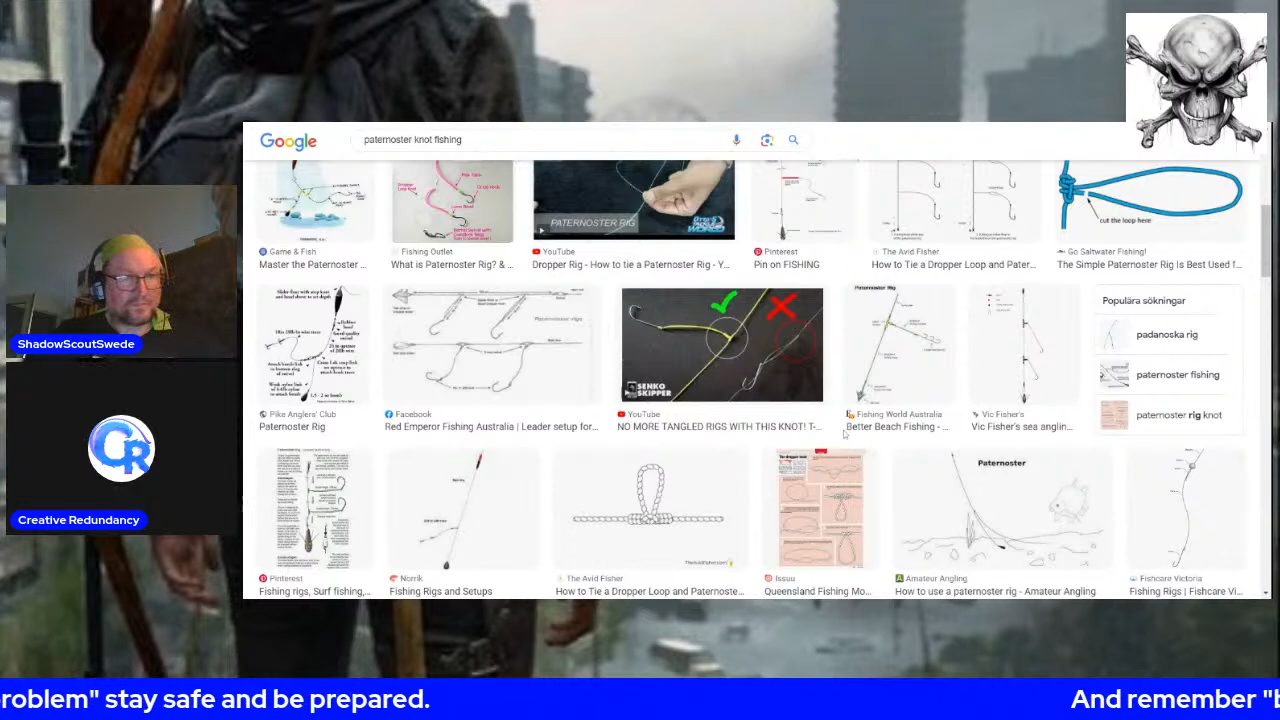 Google
paternoster knot fishing
PATERNOSTER RIG
cut the loop here
Game & Fish
Master the Paternoster ...
Fishing Outlet
What is Paternoster Rig? & ...
YouTube
Dropper Rig - How to tie a Paternoster Rig - Y...
Pinterest
Pin on FISHING
The Avid Fisher
How to Tie a Dropper Loop and Pater...
Go Saltwater Fishing!
The Simple Paternoster Rig Is Best Used f...
Paternoster rigs
SENKO
SKIPPER
Paternoster Rig
Populära sökningar
padanoska rig
paternoster fishing
paternoster rig knot
Pike Anglers' Club
Paternoster Rig
Facebook
Red Emperor Fishing Australia | Leader setup for...
YouTube
NO MORE TANGLED RIGS WITH THIS KNOT! T-...
Fishing World Australia
Better Beach Fishing - ...
Vic Fisher's
Vic Fisher's sea anglin...
Paternoster
Pinterest
Fishing rigs, Surf fishing,...
Norrik
Fishing Rigs and Setups
The Avid Fisher
How to Tie a Dropper Loop and Paternoste...
Issuu
Queensland Fishing Mo...
Amateur Angling
How to use a paternoster rig - Amateur Angling
Fishcare Victoria
Fishing Rigs | Fishcare Vi...
ShadowScoutSwede
CR
Creative Redundancy
roblem" stay safe and be prepared.
And remember "b